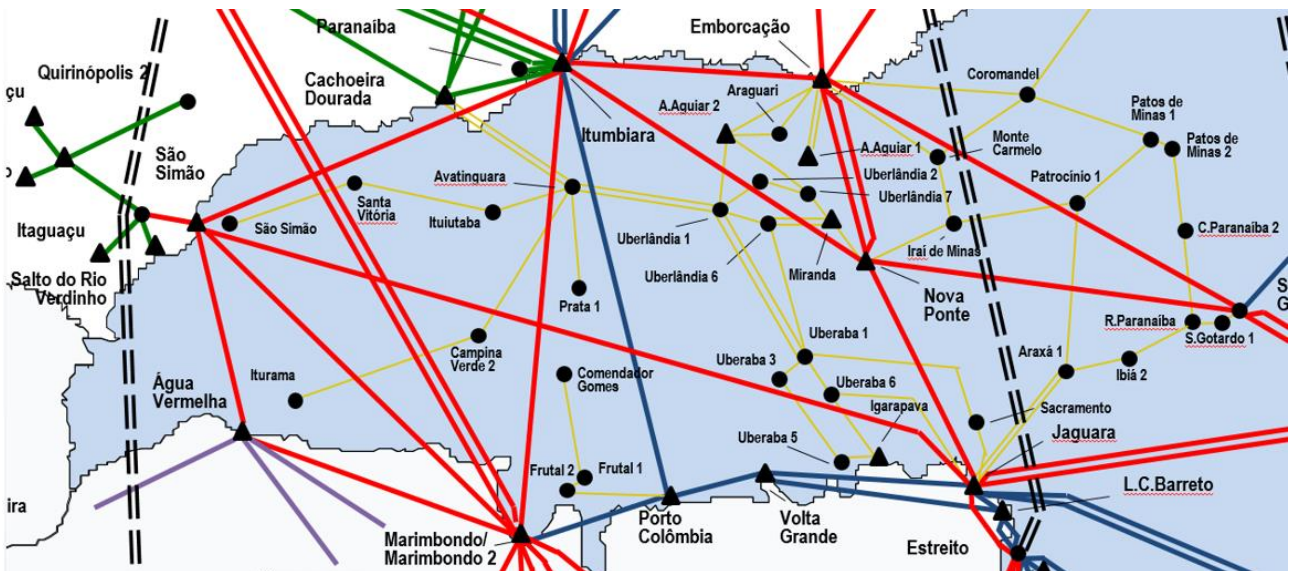 Paranaíba
Emborcação
Quirinópolis 2
Cachoeira
Dourada
Coromandel
A.Aguiar 2
Araguari
Patos de
Minas 1
Itumbiara
Patos de
Minas 2
çu
São
Simão
A.Aguiar 1
Monte
Carmelo
Avatinguara
Uberlândia 2
Patrocínio 1
Santa
Vitória
Ituiutaba
Uberlândia 7
Itaguaçu
São Simão
Uberlândia 1
Iraí de Minas
C.Paranaíba 2
Salto do Rio
Verdinho
Uberlândia 6
Miranda
Prata 1
Nova
Ponte
S
G
R.Paranaíba
S.Gotardo 1
Campina
Verde 2
Uberaba 1
Uberaba 3
Araxá 1
Ibiá 2
Água
Vermelha
Iturama
Comendador
Gomes
Uberaba 6
Igarapava
Sacramento
Uberaba 5
Jaguara
Frutal 2
Frutal 1
L.C.Barreto
ira
Marimbondo/
Marimbondo 2
Porto
Colômbia
Volta
Grande
Estreito